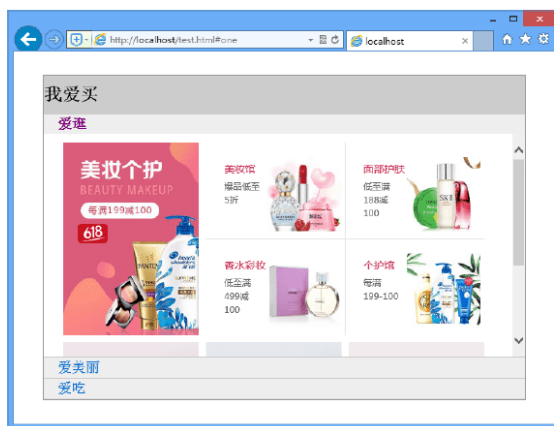 http://localhost/test.html#one
localhost
我爱买
爱逛
美妆个护
BEAUTY MAKEUP
每满199减100
618
美妆馆
爆品低至
5折
面部护肤
低至满
188减
100
香水彩妆
低至满
499减
100
个护馆
每满
199-100
SK-II
PANTENE
爱美丽
爱吃